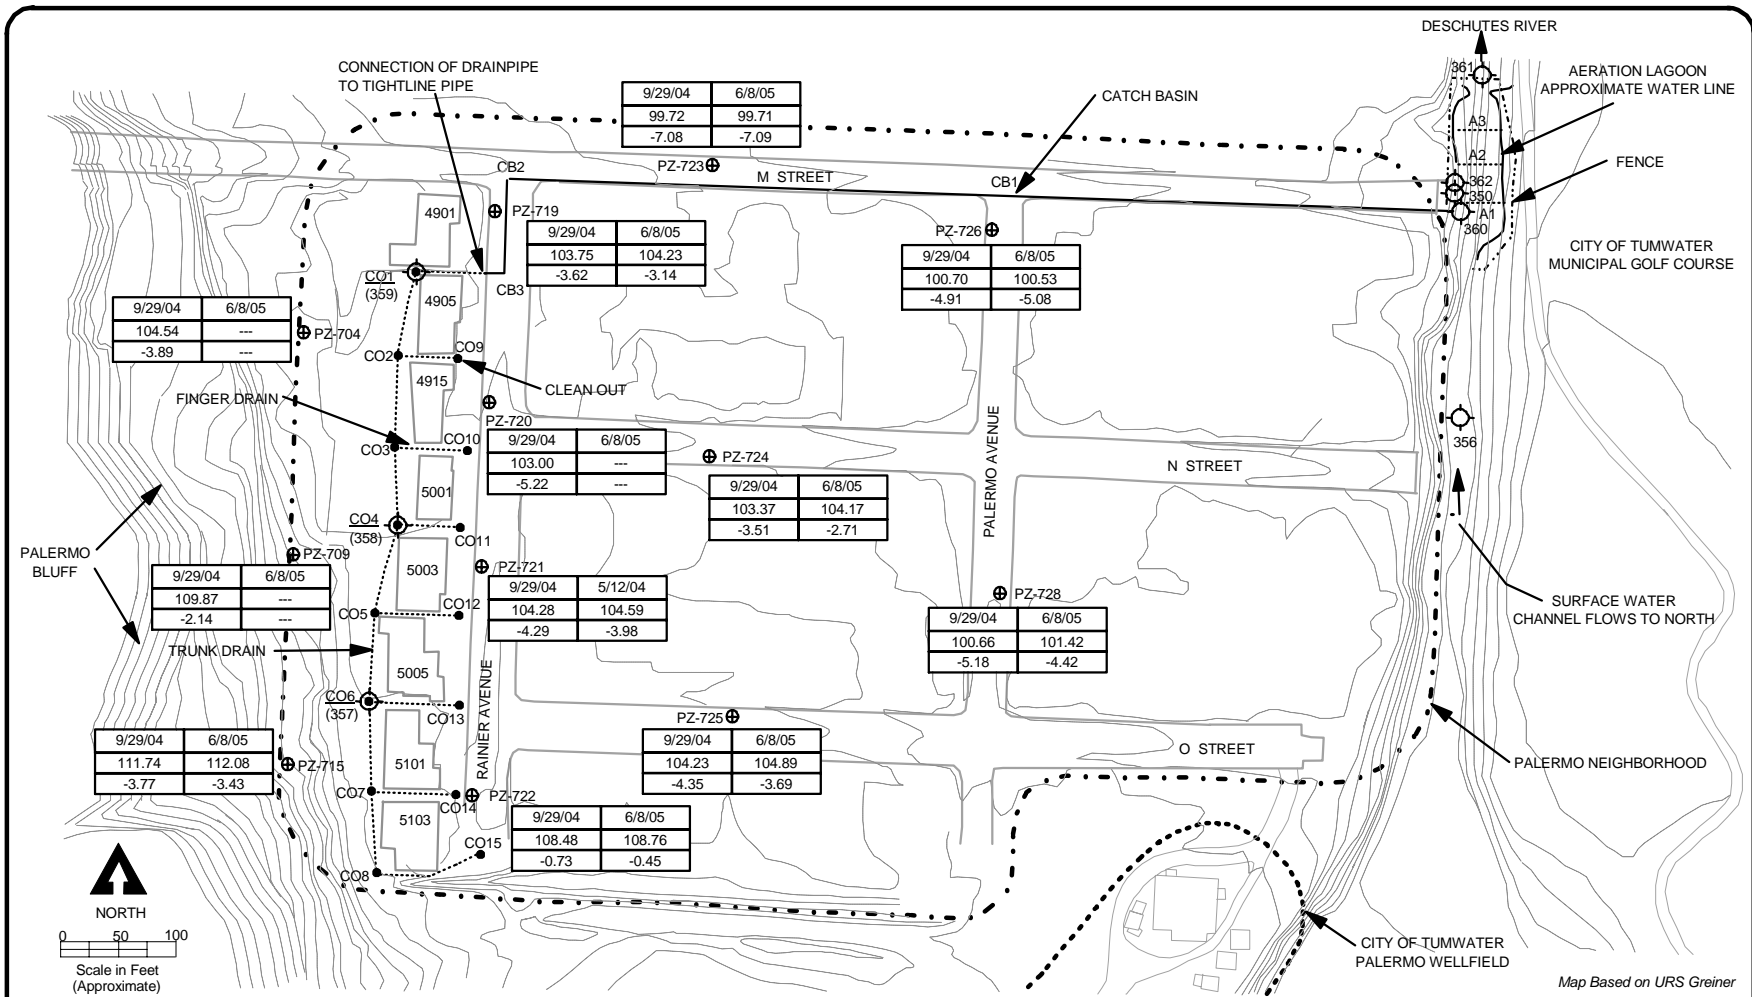 DESCHUTES RIVER
CONNECTION OF DRAINPIPE
TO TIGHTLINE PIPE
361
AERATION LAGOON
APPROXIMATE WATER LINE
9/29/04 6/8/05
99.72 99.71
-7.08 -7.09
CATCH BASIN
A3
A2
FENCE
CB2
PZ-723
M STREET
CB1
362
350
A1
360
4901
PZ-719
9/29/04 6/8/05
103.75 104.23
-3.62 -3.14
PZ-726
9/29/04 6/8/05
100.70 100.53
-4.91 -5.08
CITY OF TUMWATER
MUNICIPAL GOLF COURSE
CO1
(359)
CB3
4905
9/29/04 6/8/05
104.54 ---
-3.89 ---
PZ-704
CO2
CO9
4915
CLEAN OUT
FINGER DRAIN
PZ-720
9/29/04 6/8/05
103.00 ---
-5.22 ---
CO3
CO10
PZ-724
9/29/04 6/8/05
103.37 104.17
-3.51 -2.71
PALERMO AVENUE
N STREET
356
5001
CO4
(358)
CO11
PALERMO
BLUFF
PZ-709
9/29/04 6/8/05
109.87 ---
-2.14 ---
5003
PZ-721
9/29/04 5/12/04
104.28 104.59
-4.29 -3.98
CO5
CO12
PZ-728
9/29/04 6/8/05
100.66 101.42
-5.18 -4.42
SURFACE WATER
CHANNEL FLOWS TO NORTH
TRUNK DRAIN
5005
RAINIER AVENUE
CO6
(357)
CO13
PZ-725
9/29/04 6/8/05
104.23 104.89
-4.35 -3.69
O STREET
9/29/04 6/8/05
111.74 112.08
-3.77 -3.43
PZ-715
5101
PALERMO NEIGHBORHOOD
CO7
CO14
PZ-722
9/29/04 6/8/05
108.48 108.76
-0.73 -0.45
5103
CO15
CO8
NORTH
0 50 100
Scale in Feet
(Approximate)
CITY OF TUMWATER
PALERMO WELLFIELD
Map Based on URS Greiner